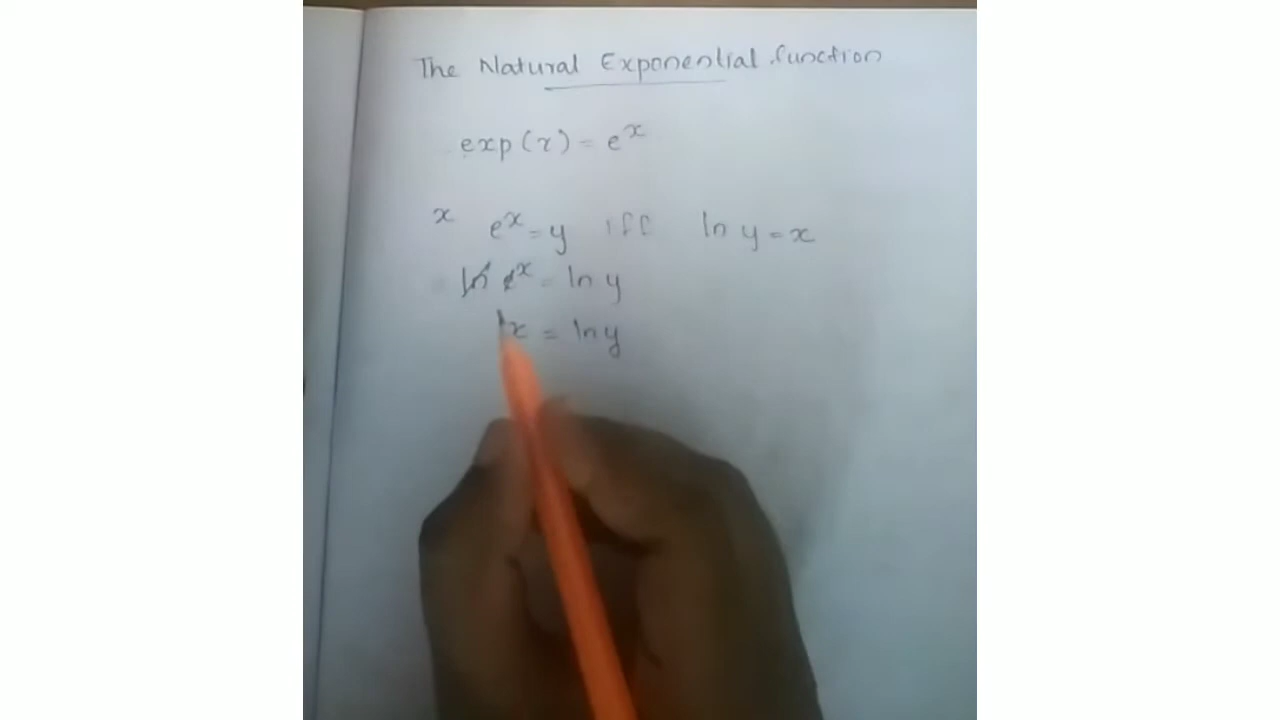 The Natural Exponential function
exp(x) = e^x
x e^x = y iff ln y = x
ln e^x = ln y
x = ln y